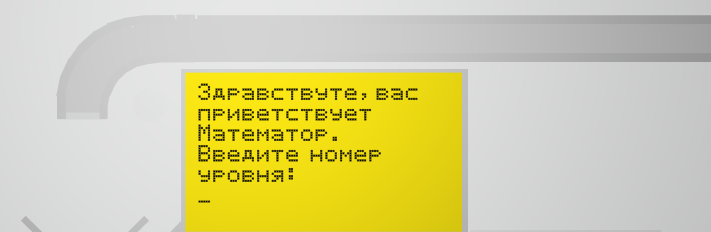 Здравствуте, вас
приветствует
Математор.
Введите номер
уровня:
_